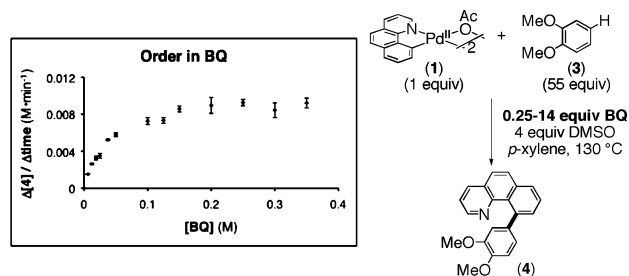 Order in BQ
0.012
0.008
0.004
0
0
0.1
0.2
0.3
0.4
Δ[4] / Δtime (M•min⁻¹)
[BQ] (M)
N
Pdᴵᴵ
Ac
O
2
(1)
(1 equiv)
+
MeO
MeO
H
(3)
(55 equiv)
0.25-14 equiv BQ
4 equiv DMSO
p-xylene, 130 °C
N
MeO
MeO
(4)